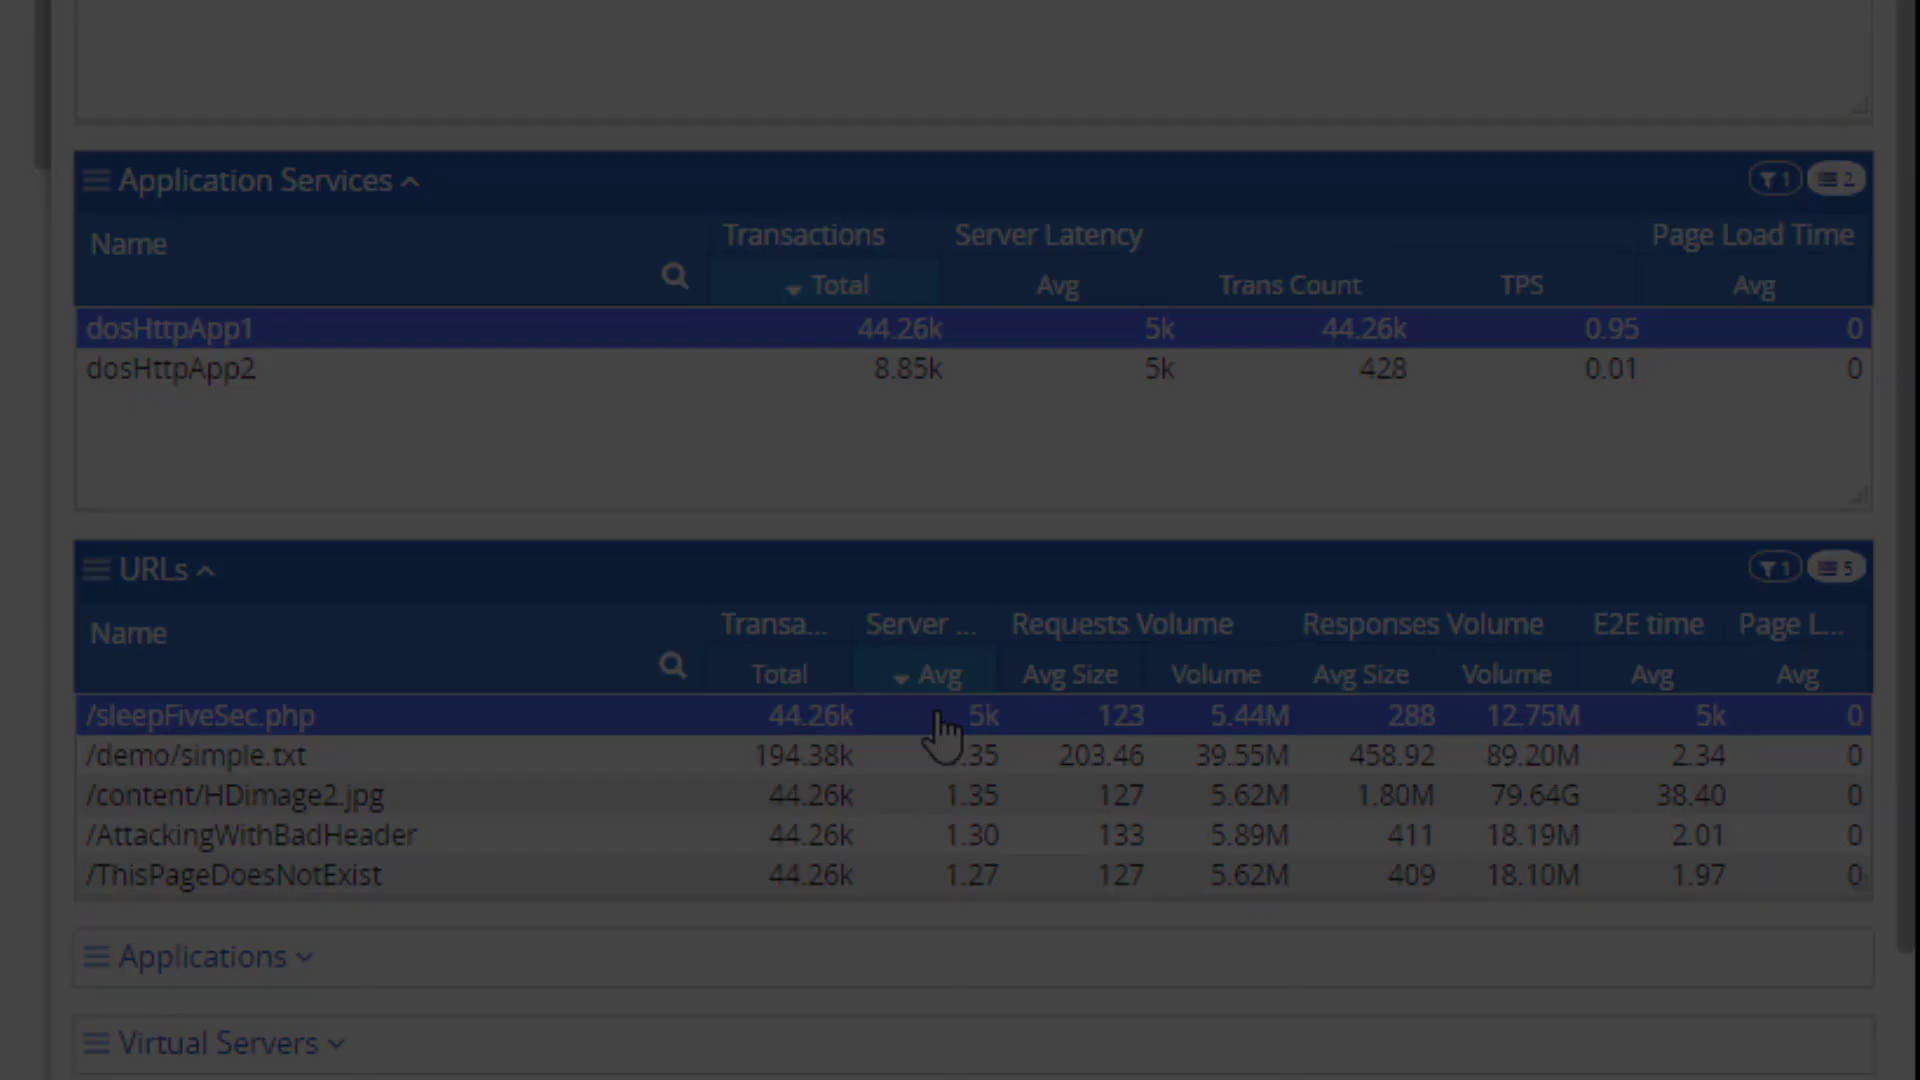 Application Services
1 2
Name Transactions Server Latency Page Load Time
Total Avg Trans Count TPS Avg
dosHttpApp1 44.26k 5k 44.26k 0.95 0
dosHttpApp2 8.85k 5k 428 0.01 0
URLs
1 5
Name Transa... Server ... Requests Volume Responses Volume E2E time Page L...
Total Avg Avg Size Volume Avg Size Volume Avg Avg
/sleepFiveSec.php 44.26k 5k 123 5.44M 288 12.75M 5k 0
/demo/simple.txt 194.38k .35 203.46 39.55M 458.92 89.20M 2.34 0
/content/HDimage2.jpg 44.26k 1.35 127 5.62M 1.80M 79.64G 38.40 0
/AttackingWithBadHeader 44.26k 1.30 133 5.89M 411 18.19M 2.01 0
/ThisPageDoesNotExist 44.26k 1.27 127 5.62M 409 18.10M 1.97 0
Applications
Virtual Servers